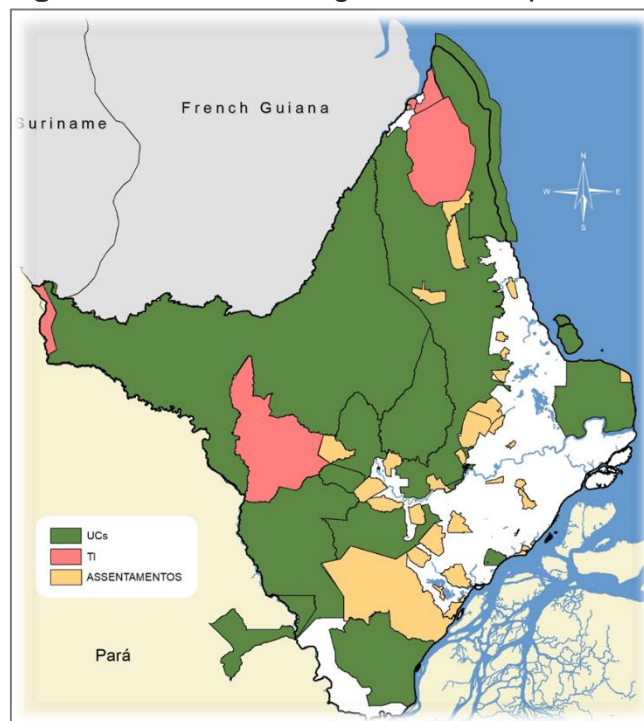 French Guiana
Suriname
N
W E
S
UCs
TI
ASSENTAMENTOS
Pará